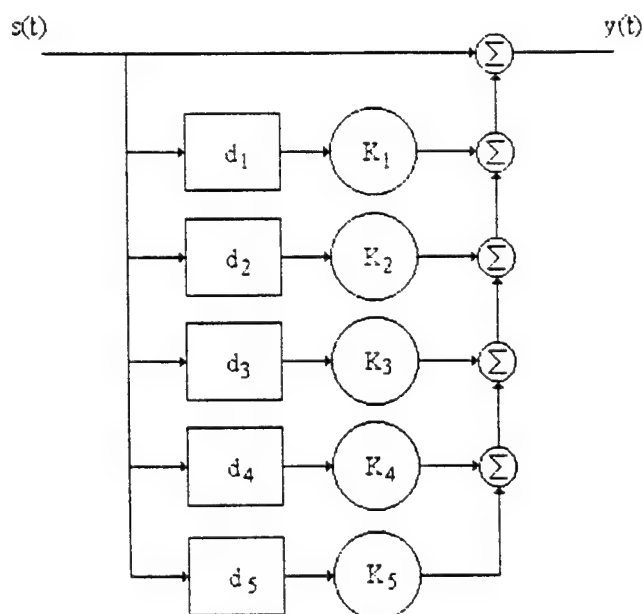 s(t) y(t)
Σ
d₁ K₁ Σ
d₂ K₂ Σ
d₃ K₃ Σ
d₄ K₄ Σ
d₅ K₅